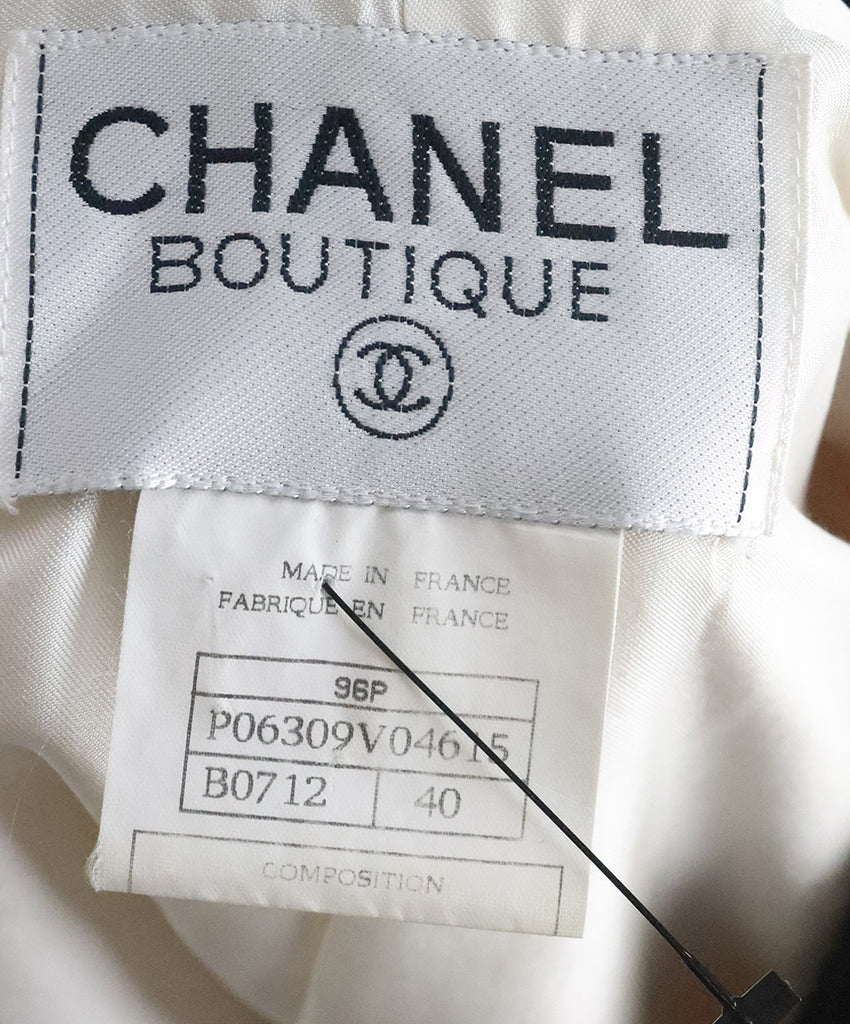 CHANEL
BOUTIQUE
MADE IN FRANCE
FABRIQUE EN FRANCE
96P
P06309V04615
B0712 40
COMPOSITION